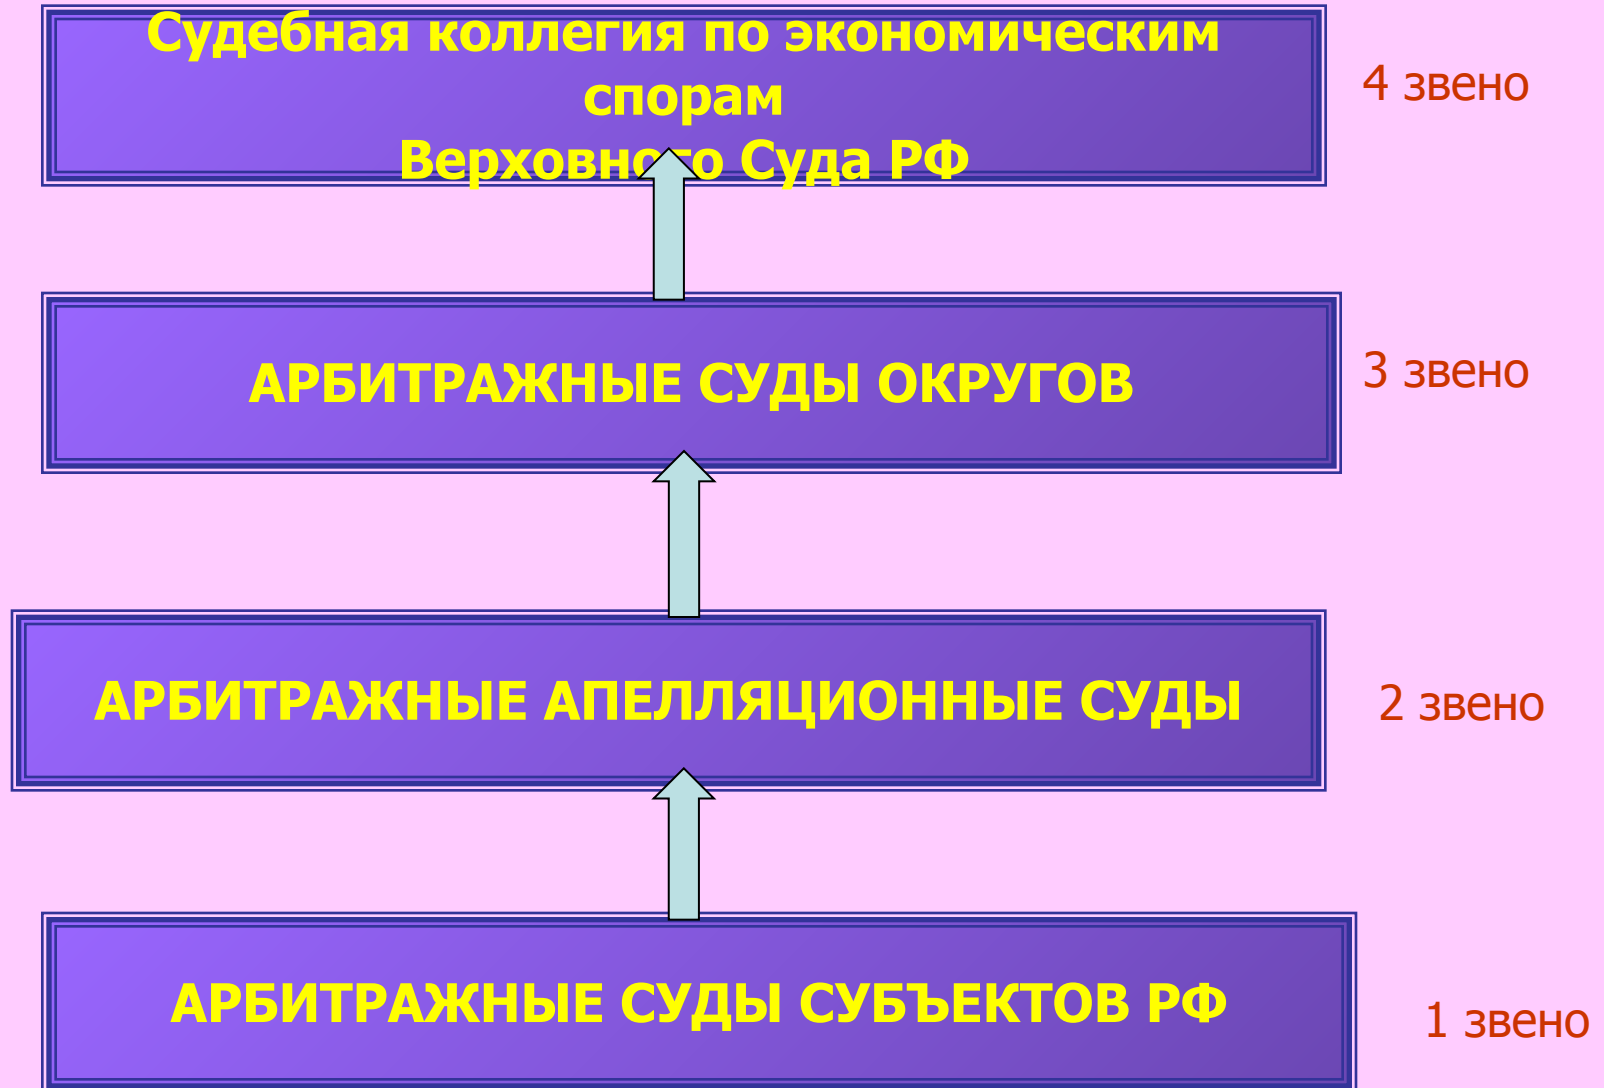 Судебная коллегия по экономическим
спорам
Верховного Суда РФ
4 звено
АРБИТРАЖНЫЕ СУДЫ ОКРУГОВ
3 звено
АРБИТРАЖНЫЕ АПЕЛЛЯЦИОННЫЕ СУДЫ
2 звено
АРБИТРАЖНЫЕ СУДЫ СУБЪЕКТОВ РФ
1 звено